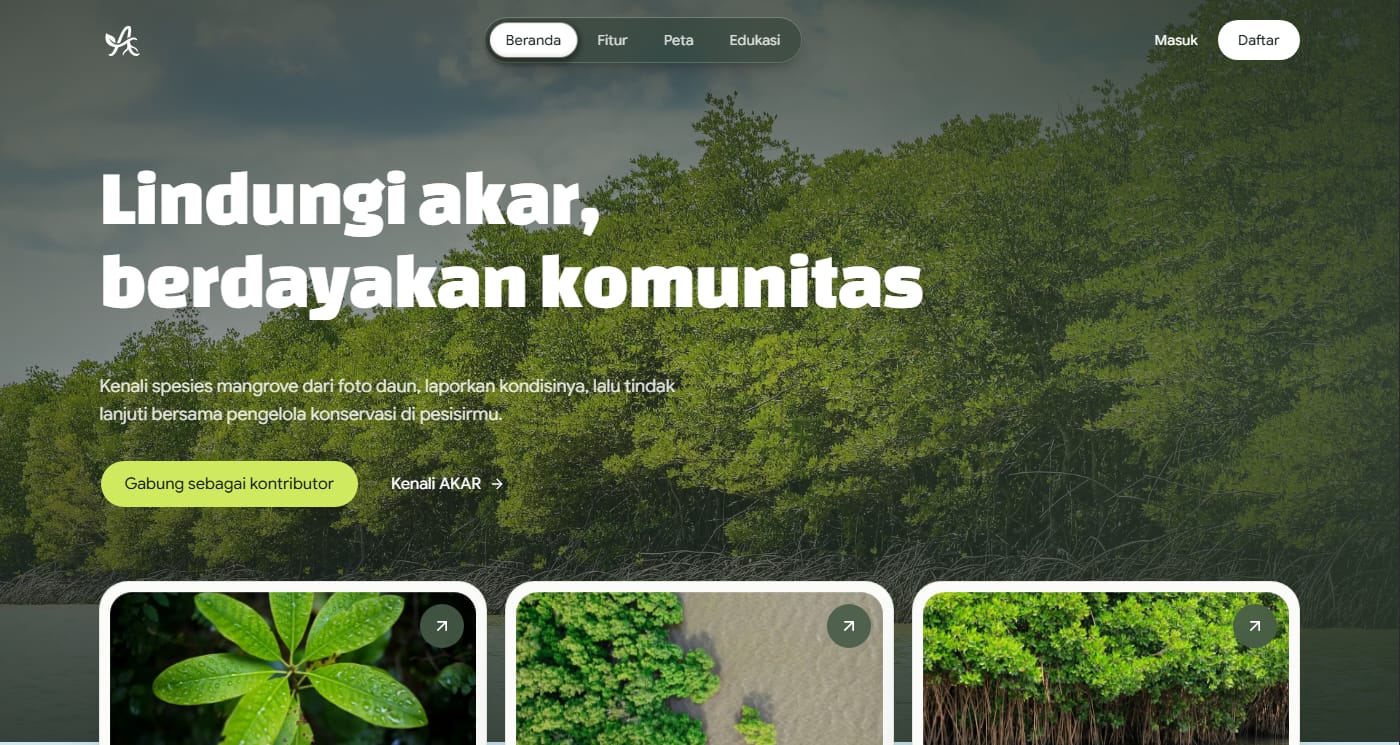 Beranda
Fitur
Peta
Edukasi
Masuk
Daftar
Lindungi akar,
berdayakan komunitas
Kenali spesies mangrove dari foto daun, laporkan kondisinya, lalu tindak
lanjuti bersama pengelola konservasi di pesisirmu.
Gabung sebagai kontributor
Kenali AKAR →